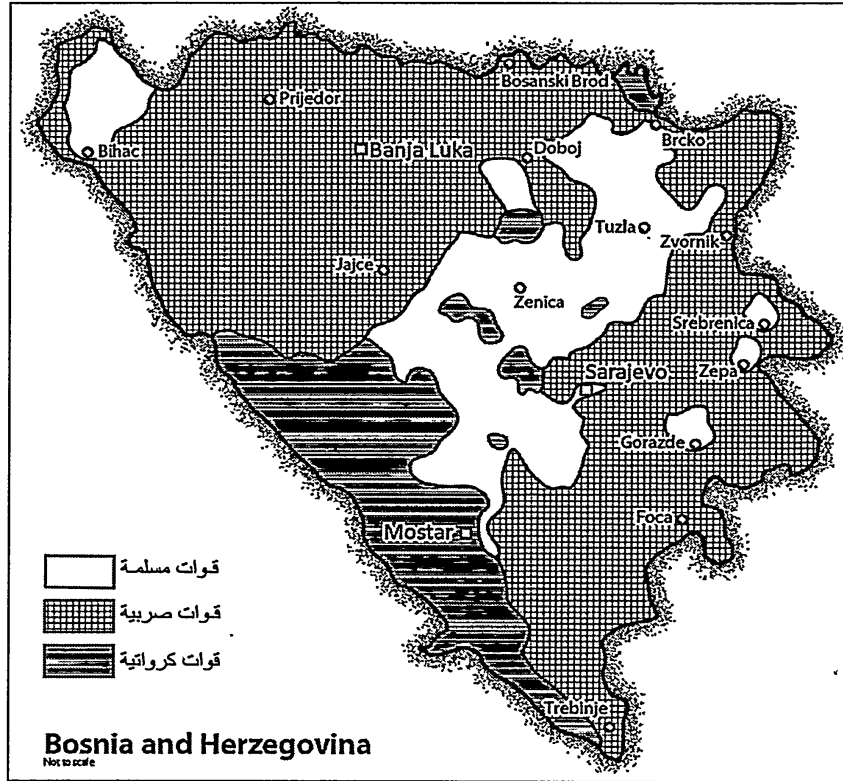 Bosanski Brod
Prijedor
Brcko
Banja Luka
Doboj
Bihac
Tuzla
Zvornik
Jajce
Zenica
Srebrenica
Sarajevo
Zepa
Gorazde
Foca
Mostar
قوات مسلمة
قوات صربية
قوات كرواتية
Trebinje
Bosnia and Herzegovina
Not to scale